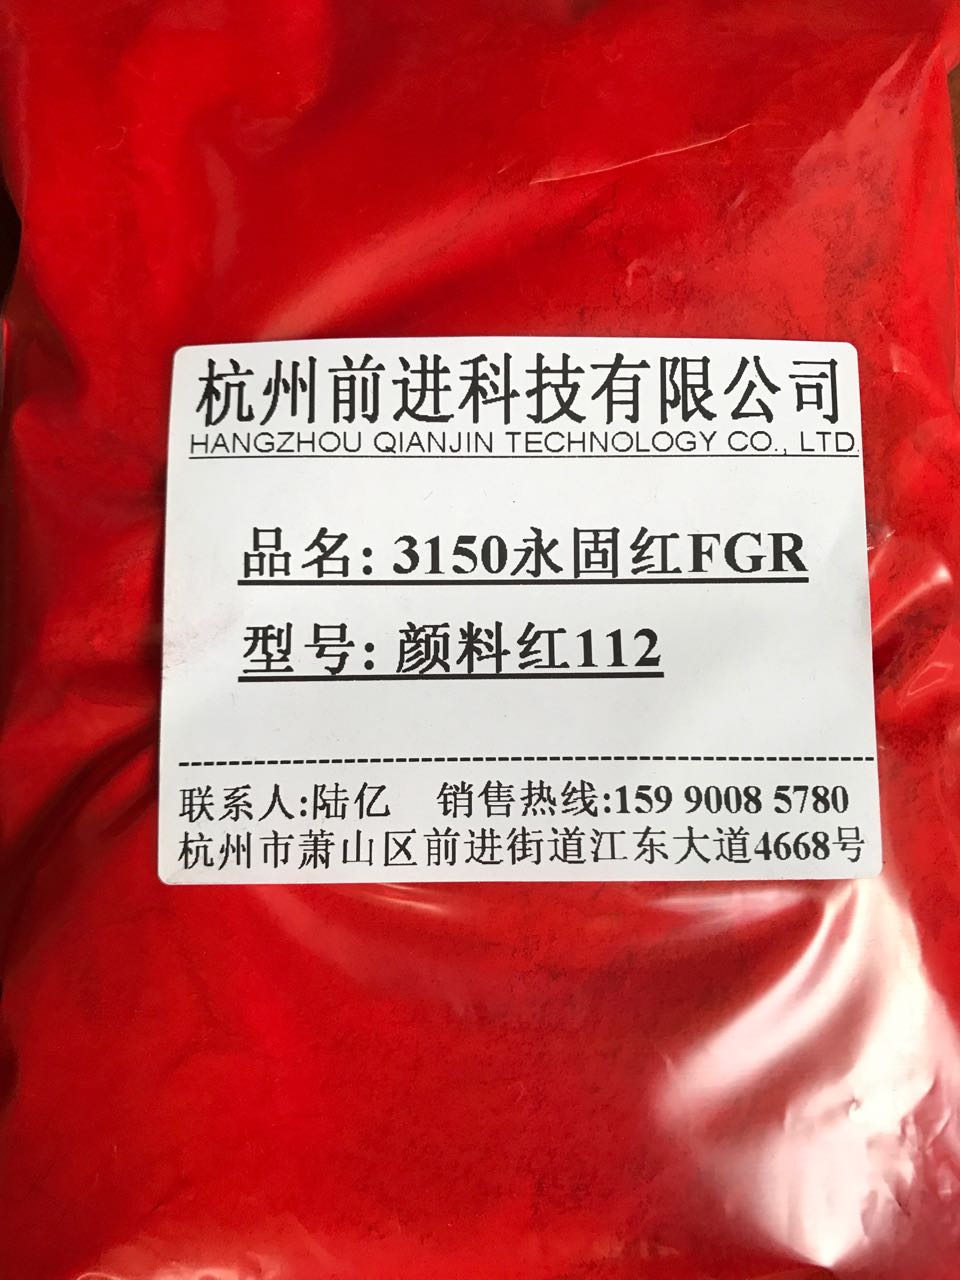 杭州前进科技有限公司
HANGZHOU QIANJIN TECHNOLOGY CO., LTD.
品名: 3150永固红FGR
型号: 颜料红112
联系人:陆亿 销售热线:159 9008 5780
杭州市萧山区前进街道江东大道4668号